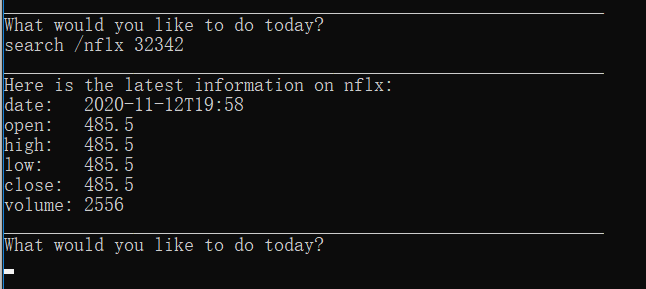 What would you like to do today?
search /nflx 32342
Here is the latest information on nflx:
date: 2020-11-12T19:58
open: 485.5
high: 485.5
low: 485.5
close: 485.5
volume: 2556
What would you like to do today?